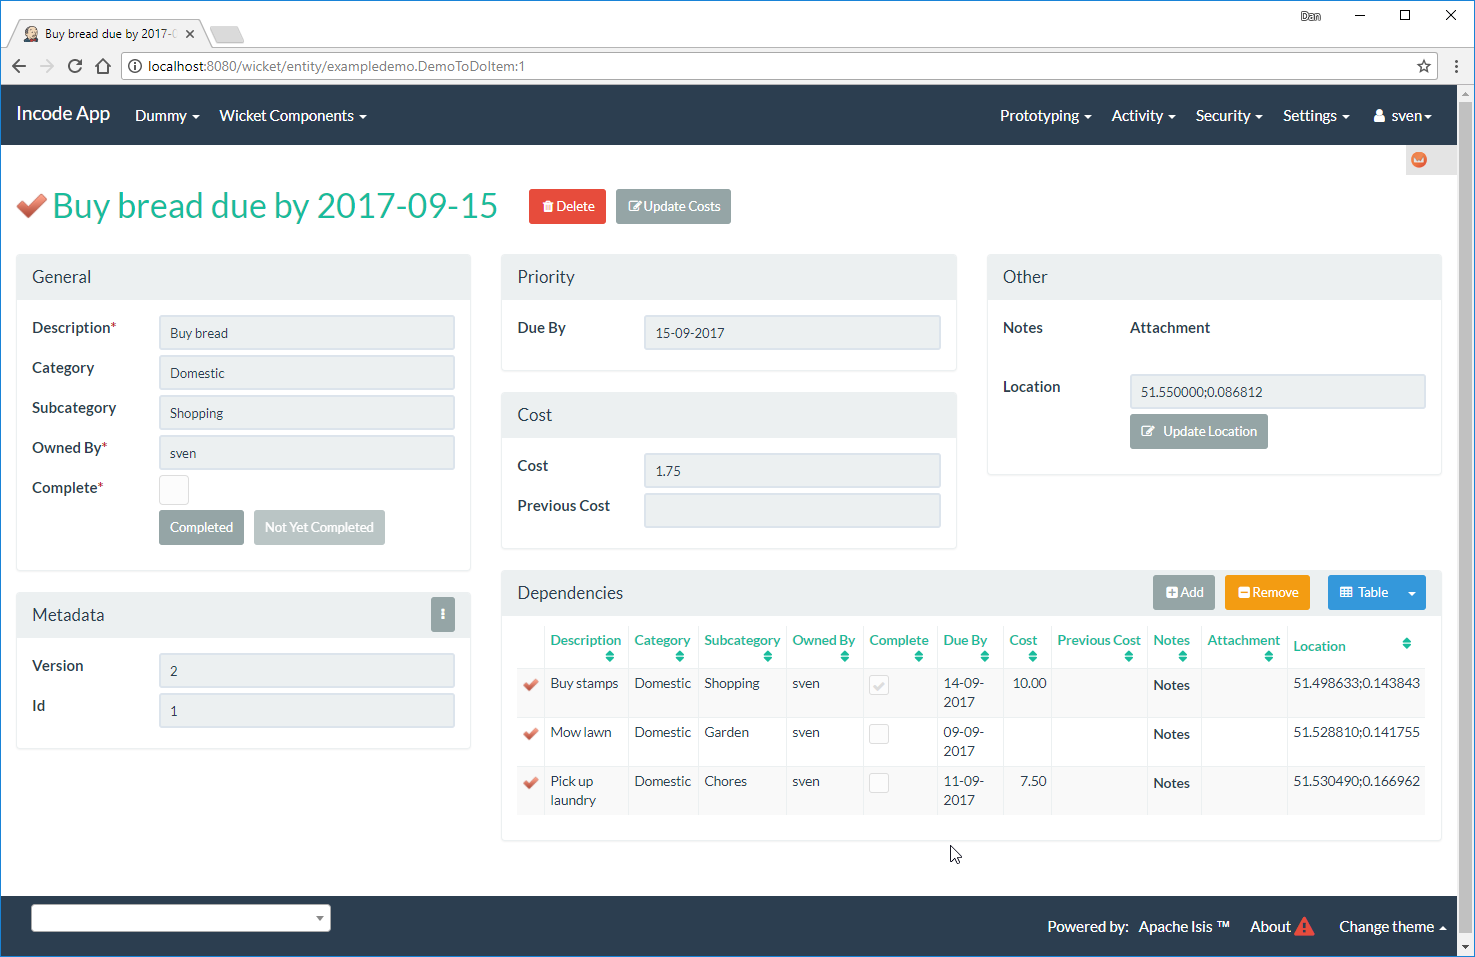 Dan
Buy bread due by 2017-0
localhost:8080/wicket/entity/exampledemo.DemoToDoItem:1
Incode App Dummy Wicket Components Prototyping Activity Security Settings sven
Buy bread due by 2017-09-15 Delete Update Costs
General
Description* Buy bread
Category Domestic
Subcategory Shopping
Owned By* sven
Complete*
Completed Not Yet Completed
Metadata
Version 2
Id 1
Priority
Due By 15-09-2017
Cost
Cost 1.75
Previous Cost
Other
Notes Attachment
Location 51.550000;0.086812
Update Location
Dependencies Add Remove Table
Description Category Subcategory Owned By Complete Due By Cost Previous Cost Notes Attachment Location
Buy stamps Domestic Shopping sven 14-09- 10.00 Notes 51.498633;0.143843
2017
Mow lawn Domestic Garden sven 09-09- Notes 51.528810;0.141755
2017
Pick up Domestic Chores sven 11-09- 7.50 Notes 51.530490;0.166962
laundry 2017
Powered by: Apache Isis ™ About Change theme